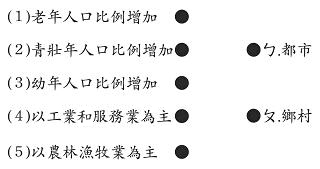 (1)老年人口比例增加 ●
(2)青壯年人口比例增加● ●ㄅ.都市
(3)幼年人口比例增加 ●
(4)以工業和服務業為主● ●ㄆ.鄉村
(5)以農林漁牧業為主 ●